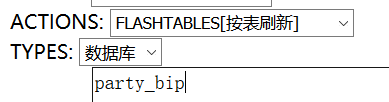 ACTIONS: FLASHTABLES[按表刷新]
TYPES: 数据库
party_bip